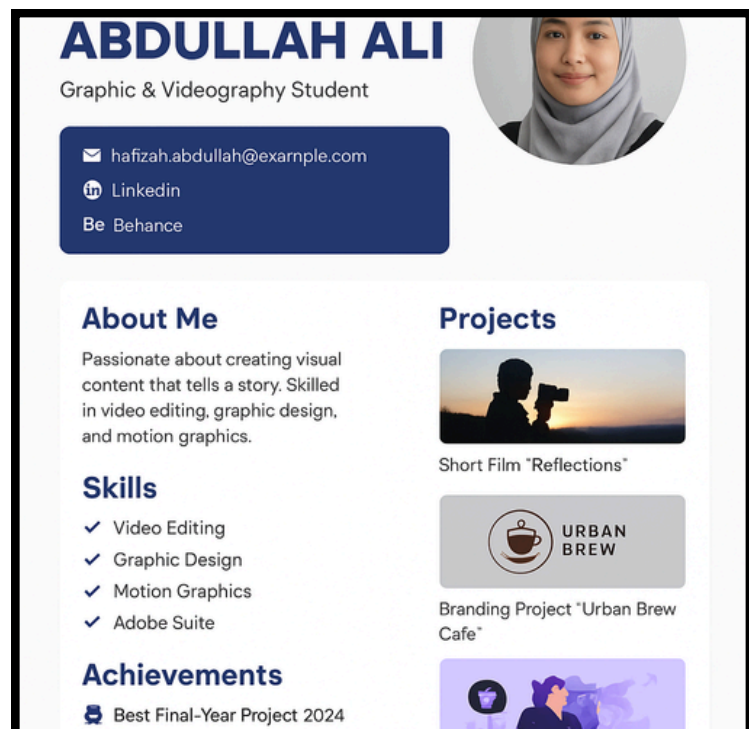 ABDULLAH ALI
Graphic & Videography Student
hafizah.abdullah@exarnple.com
in Linkedin
Be Behance
About Me
Passionate about creating visual
content that tells a story. Skilled
in video editing, graphic design,
and motion graphics.
Skills
Video Editing
Graphic Design
Motion Graphics
Adobe Suite
Achievements
Best Final-Year Project 2024
Projects
Short Film "Reflections"
URBAN
BREW
Branding Project "Urban Brew
Cafe"